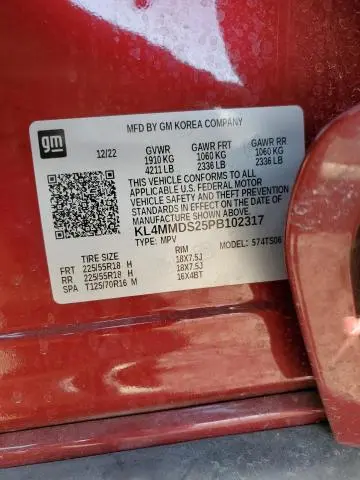 gm
MFD BY GM KOREA COMPANY
12/22 GVWR GAWR FRT GAWR RR
1910 KG 1060 KG 1060 KG
4211 LB 2336 LB 2336 LB
THIS VEHICLE CONFORMS TO ALL
APPLICABLE U.S. FEDERAL MOTOR
VEHICLE SAFETY AND THEFT PREVENTION
STANDARDS IN EFFECT ON THE DATE OF
MANUFACTURE SHOWN ABOVE.
KL4MMDS25PB102317
TYPE: MPV MODEL: 574TS06
TIRE SIZE RIM
FRT 225/55R18 H 18X7.5J
RR 225/55R18 H 18X7.5J
SPA T125/70R16 M 16X4BT